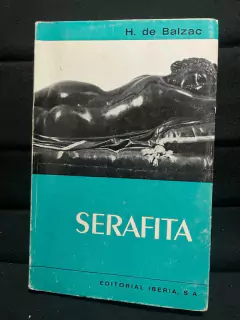 H. de Balzac
SERAFITA
EDITORIAL IBERIA, S.A.